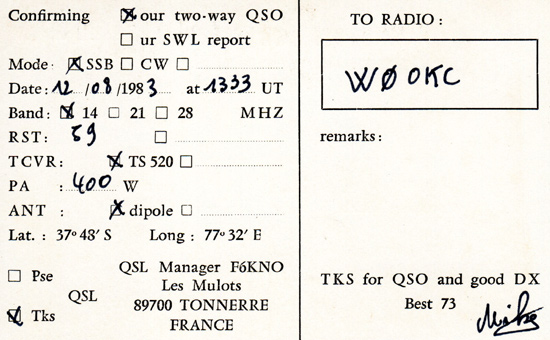 Confirming ☒ our two-way QSO
☐ ur SWL report
Mode: ☒ SSB ☐ CW ☐
Date: 12 /08/1983 at 1333 UT
Band: ☒ 14 ☐ 21 ☐ 28 MHZ
RST: 59 ☐
TCVR: ☒ TS 520 ☐
PA : 400 W
ANT : ☒ dipole ☐
Lat. : 37° 48' S Long : 77° 32' E
☐ Pse
QSL
☒ Tks
QSL Manager F6KNO
Les Mulots
89700 TONNERRE
FRANCE
TO RADIO :
WØOKC
remarks :
TKS for QSO and good DX
Best 73